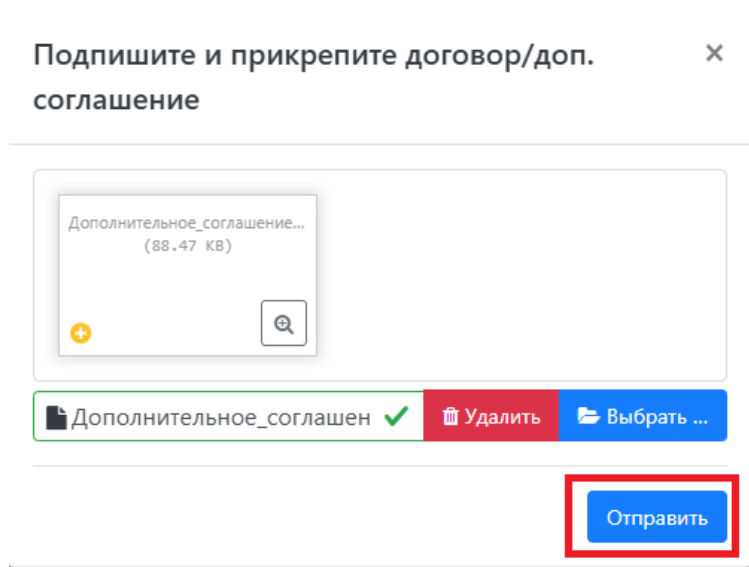 Подпишите и прикрепите договор/доп.
соглашение
×
Дополнительное_соглашение...
(88.47 KB)
Дополнительное_соглашен
Удалить
Выбрать ...
Отправить